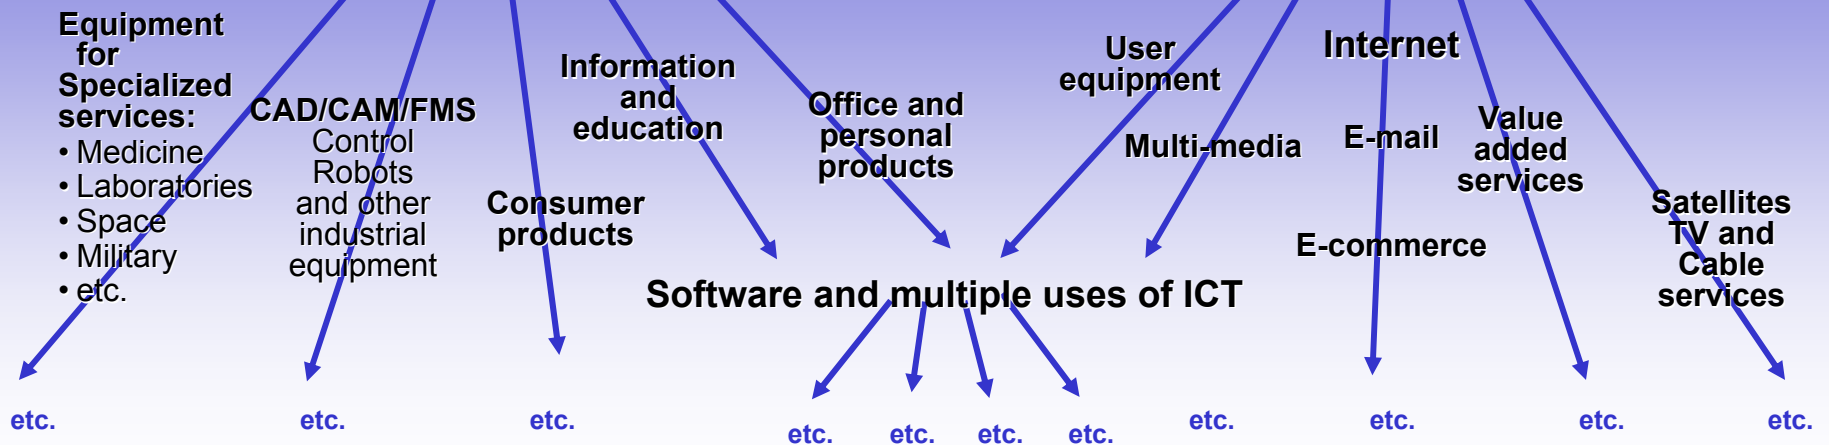 Equipment
for
Specialized
services:
• Medicine
• Laboratories
• Space
• Military
• etc.
CAD/CAM/FMS
Control
Robots
and other
industrial
equipment
Consumer
products
Information
and
education
Office and
personal
products
User
equipment
Multi-media
Internet
E-mail
E-commerce
Value
added
services
Satellites
TV and
Cable
services
Software and multiple uses of ICT
etc.
etc.
etc.
etc.
etc.
etc.
etc.
etc.
etc.
etc.
etc.